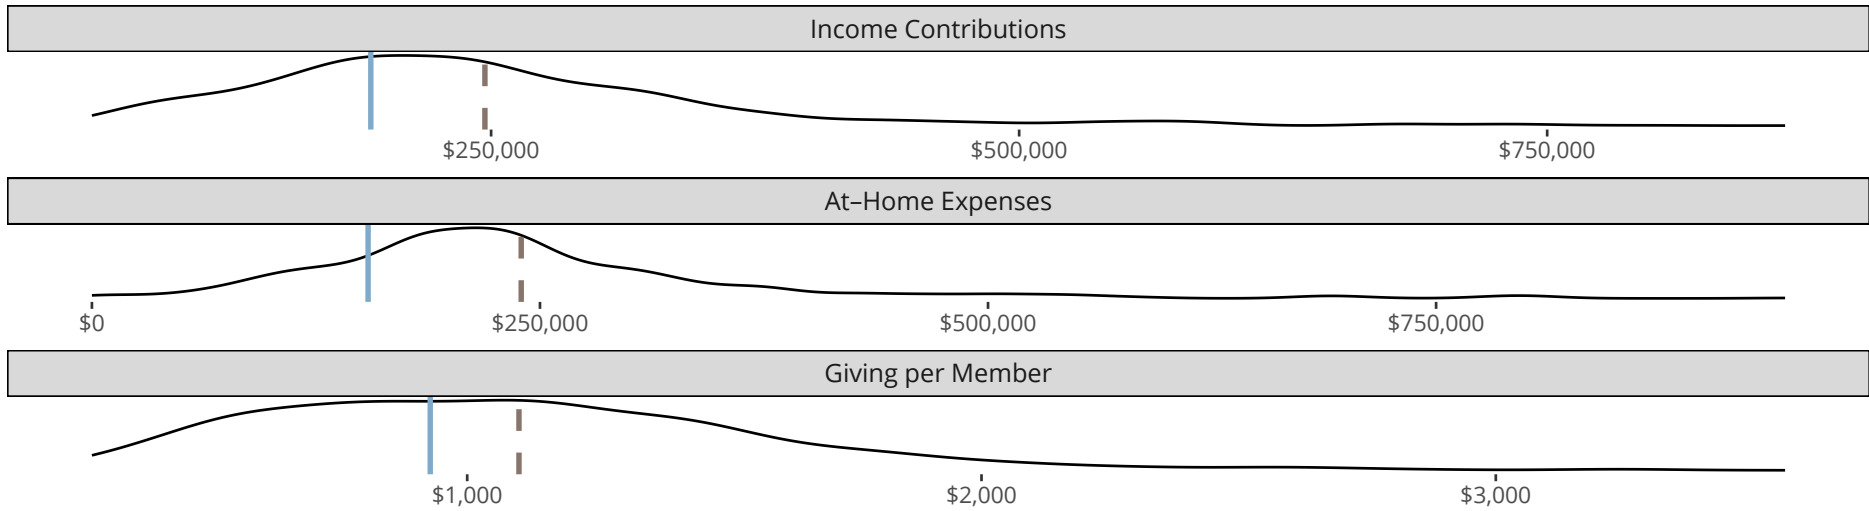 Income Contributions
$250,000 $500,000 $750,000
At–Home Expenses
$0 $250,000 $500,000 $750,000
Giving per Member
$1,000 $2,000 $3,000